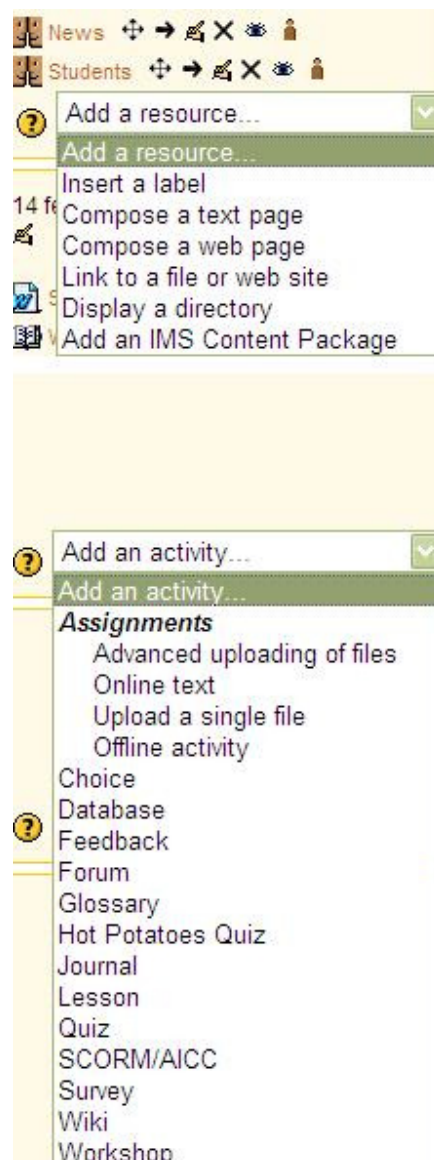 News
Students
Add a resource...
Add a resource...
Insert a label
14 fe
Compose a text page
Compose a web page
Link to a file or web site
Display a directory
Add an IMS Content Package
Add an activity...
Add an activity...
Assignments
Advanced uploading of files
Online text
Upload a single file
Offline activity
Choice
Database
Feedback
Forum
Glossary
Hot Potatoes Quiz
Journal
Lesson
Quiz
SCORM/AICC
Survey
Wiki
Workshop